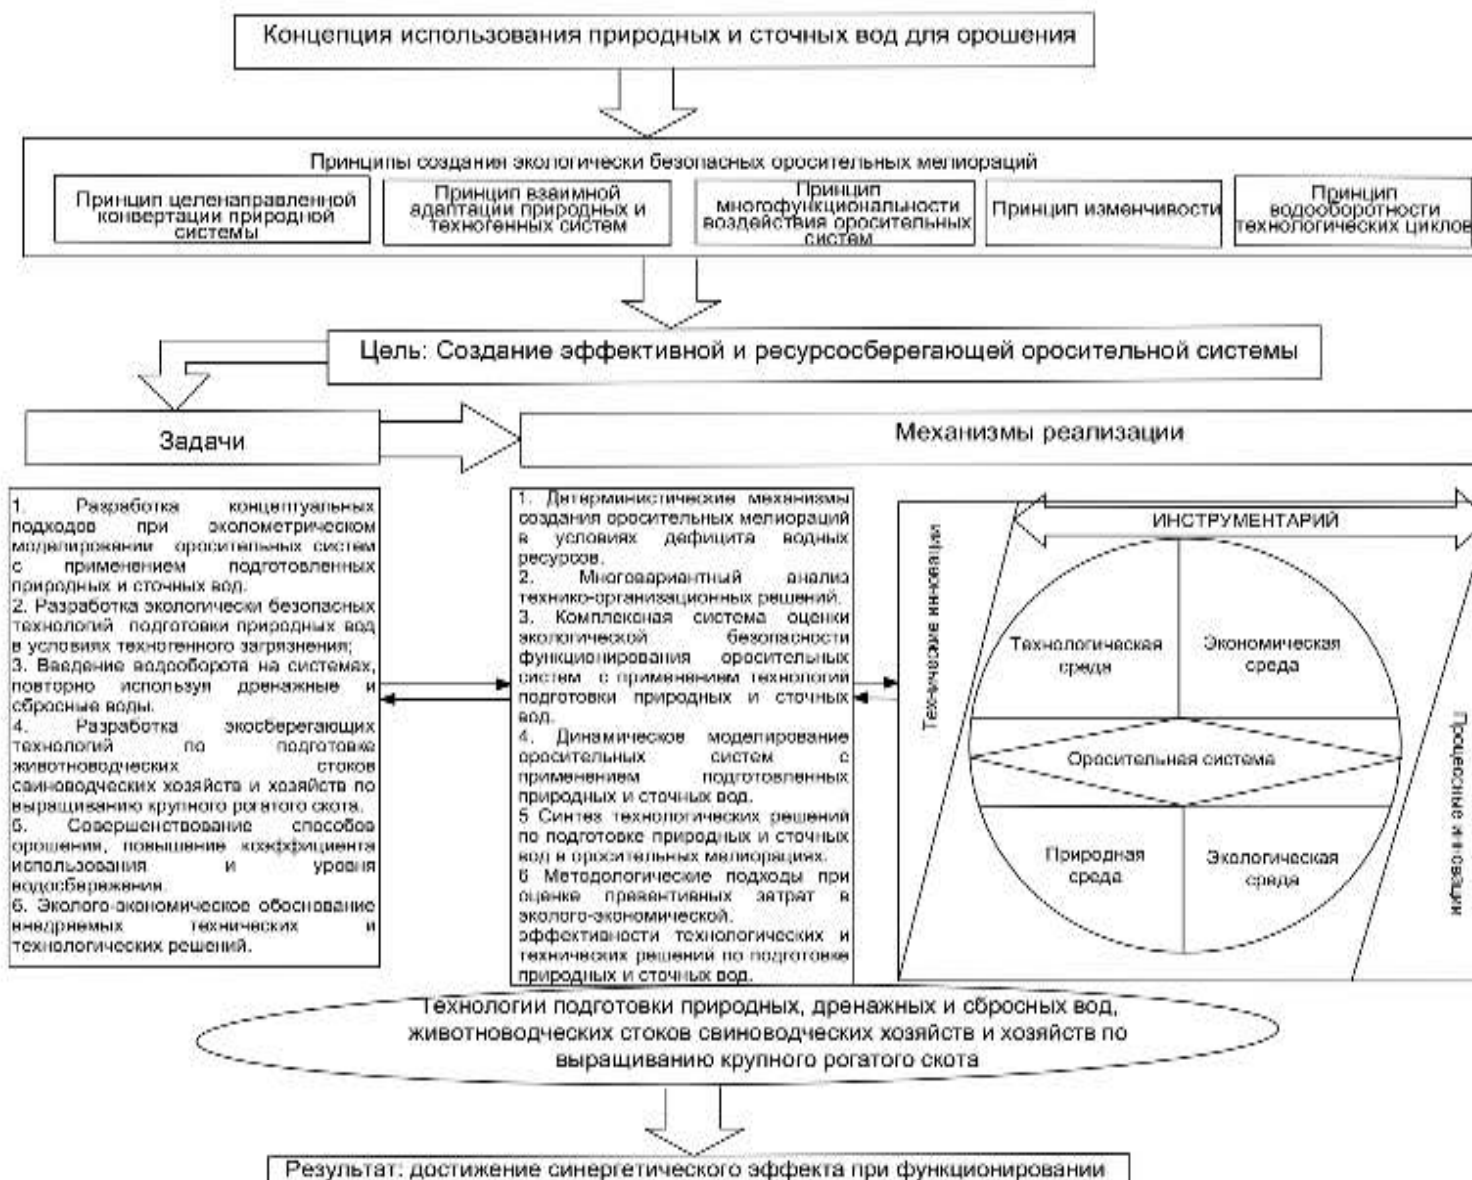 Концепция использования природных и сточных вод для орошения
Принципы создания экологически безопасных оросительных мелиораций
Принцип целенаправленной
конвертации природной
системы
Принцип взаимной
адаптации природных и
техногенных систем
Принцип
многофункциональности
воздействия оросительных
систем
Принцип изменчивости
Принцип
водооборотности
технологических циклов
Цель: Создание эффективной и ресурсосберегающей оросительной системы
Задачи
Механизмы реализации
1. Разработка концептуальных
подходов при эколометрическом
моделировании оросительных систем
с применением подготовленных
природных и сточных вод.
2. Разработка экологически безопасных
технологий подготовки природных вод
в условиях техногенного загрязнения;
3. Введение водооборота на системах,
повторно используя дренажные и
сбросные воды.
4. Разработка экосберегающих
технологий по подготовке
животноводческих стоков
свиноводческих хозяйств и хозяйств по
выращиванию крупного рогатого скота.
5. Совершенствование способов
орошения, повышение коэффициента
использования и уровня
водосбережения.
6. Эколого-экономическое обоснование
внедряемых технических и
технологических решений.
1. Детерминистические механизмы
создания оросительных мелиораций
в условиях дефицита водных
ресурсов.
2. Многовариантный анализ
технико-организационных решений.
3. Комплексная система оценки
экологической безопасности
функционирования оросительных
систем с применением технологий
подготовки природных и сточных
вод.
4. Динамическое моделирование
оросительных систем с
применением подготовленных
природных и сточных вод.
5 Синтез технологических решений
по подготовке природных и сточных
вод в оросительных мелиорациях.
6 Методологические подходы при
оценке превентивных затрат в
эколого-экономической.
эффективности технологических и
технических решений по подготовке
природных и сточных вод.
Технические инновации
ИНСТРУМЕНТАРИЙ
Технологическая
среда
Экономическая
среда
Оросительная система
Природная
среда
Экологическая
среда
Процессные инновации
Технологии подготовки природных, дренажных и сбросных вод,
животноводческих стоков свиноводческих хозяйств и хозяйств по
выращиванию крупного рогатого скота
Результат: достижение синергетического эффекта при функционировании